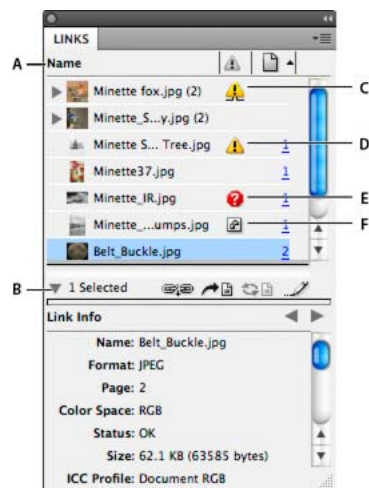 LINKS
A Name
Minette fox.jpg (2) C
Minette_S...y.jpg (2)
Minette S... Tree.jpg 1 D
Minette37.jpg 1
Minette_IR.jpg ? 1 E
Minette_...umps.jpg 1 F
Belt_Buckle.jpg 2
B 1 Selected
Link Info
Name: Belt_Buckle.jpg
Format: JPEG
Page: 2
Color Space: RGB
Status: OK
Size: 62.1 KB (63585 bytes)
ICC Profile: Document RGB